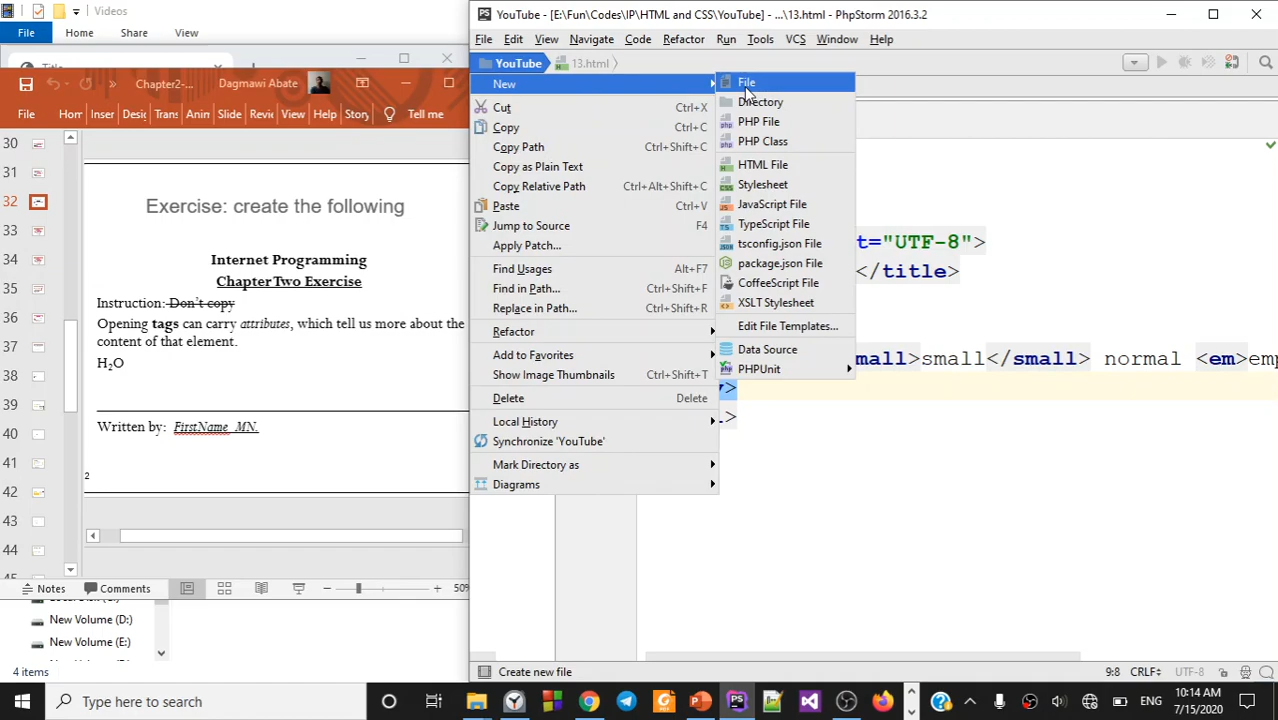 Videos
File Home Share View
Chapter2-... Dagmawi Abate
File Hom Inser Desig Trans Anin Slide Revie View Help Story Tell me
30
31
32
33
34
35
36
37
38
39
40
41
42
43
44
Exercise: create the following
Internet Programming
Chapter Two Exercise
Instruction: Don't copy
Opening tags can carry attributes, which tell us more about the
content of that element.
H₂O
Written by: FirstName MN.
2
Notes Comments 50%
New Volume (D:)
New Volume (E:)
4 items
YouTube - [E:\Fun\Codes\IP\HTML and CSS\YouTube] - ...\13.html - PhpStorm 2016.3.2
File Edit View Navigate Code Refactor Run Tools VCS Window Help
YouTube 13.html
New
Cut Ctrl+X
Copy Ctrl+C
Copy Path Ctrl+Shift+C
Copy as Plain Text
Copy Relative Path Ctrl+Alt+Shift+C
Paste Ctrl+V
Jump to Source F4
Apply Patch...
Find Usages Alt+F7
Find in Path... Ctrl+Shift+F
Replace in Path... Ctrl+Shift+R
Refactor
Add to Favorites
Show Image Thumbnails Ctrl+Shift+T
Delete Delete
Local History
Synchronize 'YouTube'
Mark Directory as
Diagrams
File
Directory
PHP File
PHP Class
HTML File
Stylesheet
JavaScript File
TypeScript File
tsconfig.json File
package.json File
CoffeeScript File
XSLT Stylesheet
Edit File Templates...
Data Source
PHPUnit
t="UTF-8">
</title>
mall>small</small> normal <em>emp
>
>
Create new file 9:8 CRLF UTF-8
Type here to search
ENG 10:14 AM 7/15/2020